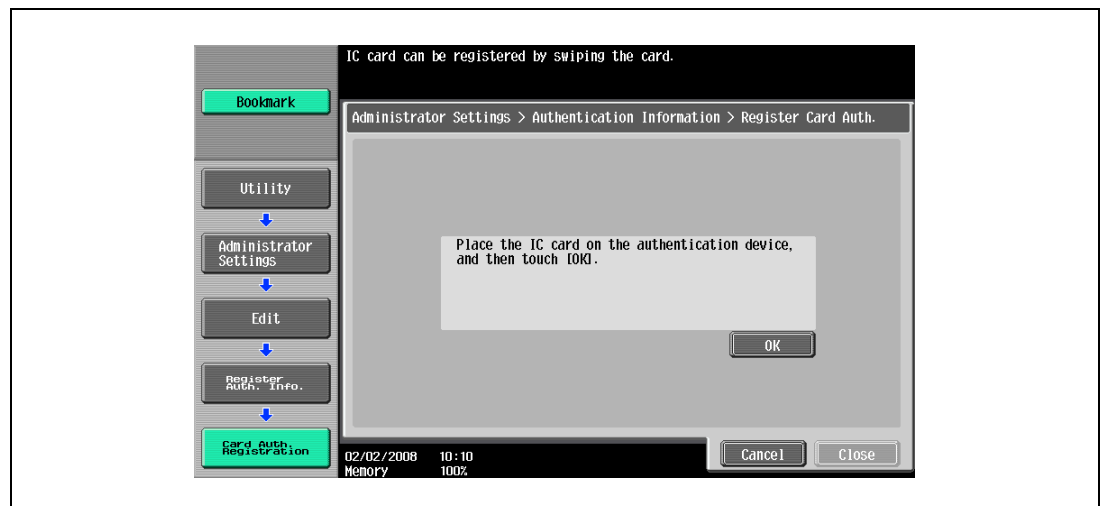 IC card can be registered by swiping the card.
Bookmark
Administrator Settings > Authentication Information > Register Card Auth.
Utility
Administrator
Settings
Edit
Register
Auth. Info.
Card Auth.
Registration
Place the IC card on the authentication device,
and then touch [OK].
OK
02/02/2008 10:10
Memory 100%
Cancel
Close